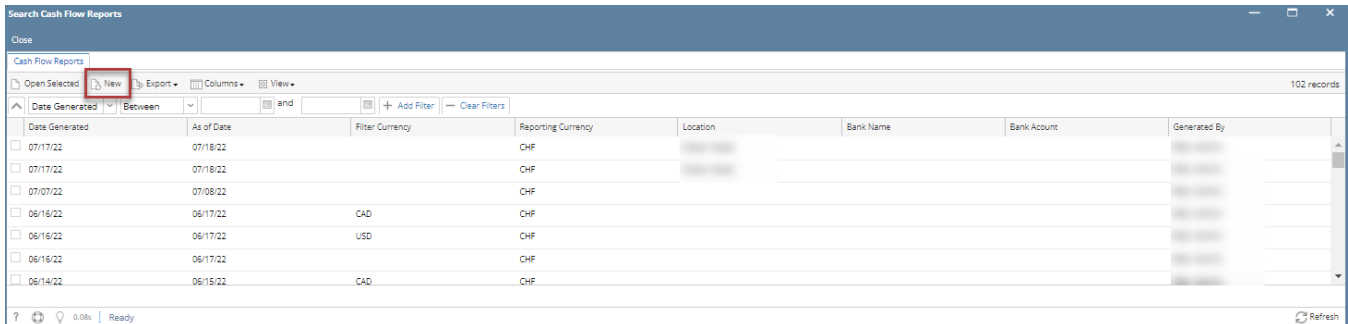 Search Cash Flow Reports
Close
Cash Flow Reports
Open Selected New Export Columns View 102 records
Date Generated Between and + Add Filter — Clear Filters
Date Generated As of Date Filter Currency Reporting Currency Location Bank Name Bank Acount Generated By
07/17/22 07/18/22 CHF
07/17/22 07/18/22 CHF
07/07/22 07/08/22 CHF
06/16/22 06/17/22 CAD CHF
06/16/22 06/17/22 USD CHF
06/16/22 06/17/22 CHF
06/14/22 06/15/22 CAD CHF
? 0.08s Ready Refresh